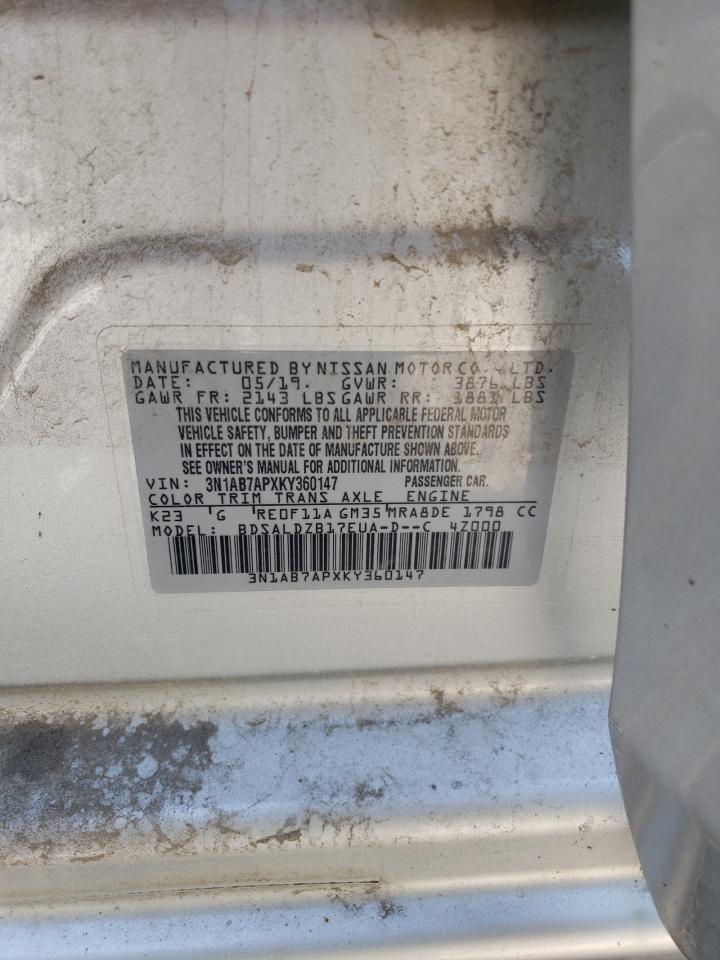 MANUFACTURED BY NISSAN MOTOR CO., LTD.
DATE: 05/19. GVWR: 3876 LBS
GAWR FR: 2143 LBS GAWR RR: 1881 LBS
THIS VEHICLE CONFORMS TO ALL APPLICABLE FEDERAL MOTOR
VEHICLE SAFETY, BUMPER AND THEFT PREVENTION STANDARDS
IN EFFECT ON THE DATE OF MANUFACTURE SHOWN ABOVE.
SEE OWNER'S MANUAL FOR ADDITIONAL INFORMATION.
VIN: 3N1AB7APXKY360147 PASSENGER CAR.
COLOR TRIM TRANS AXLE ENGINE
K23 G RE0F11A GM35 MRA8DE 1798 CC
MODEL: BDSALDZB17EUA-D--C 4Z000
3N1AB7APXKY360147